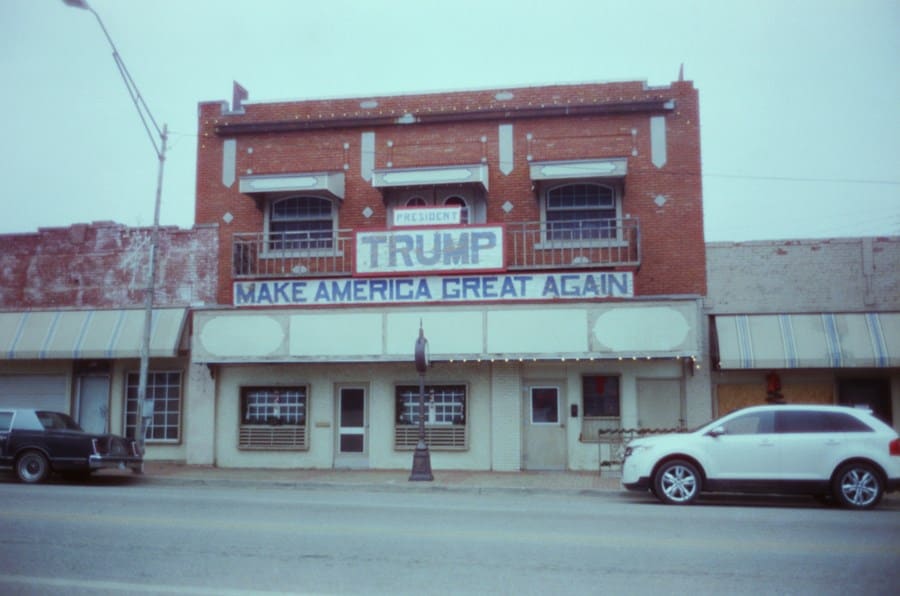 PRESIDENT
TRUMP
MAKE AMERICA GREAT AGAIN